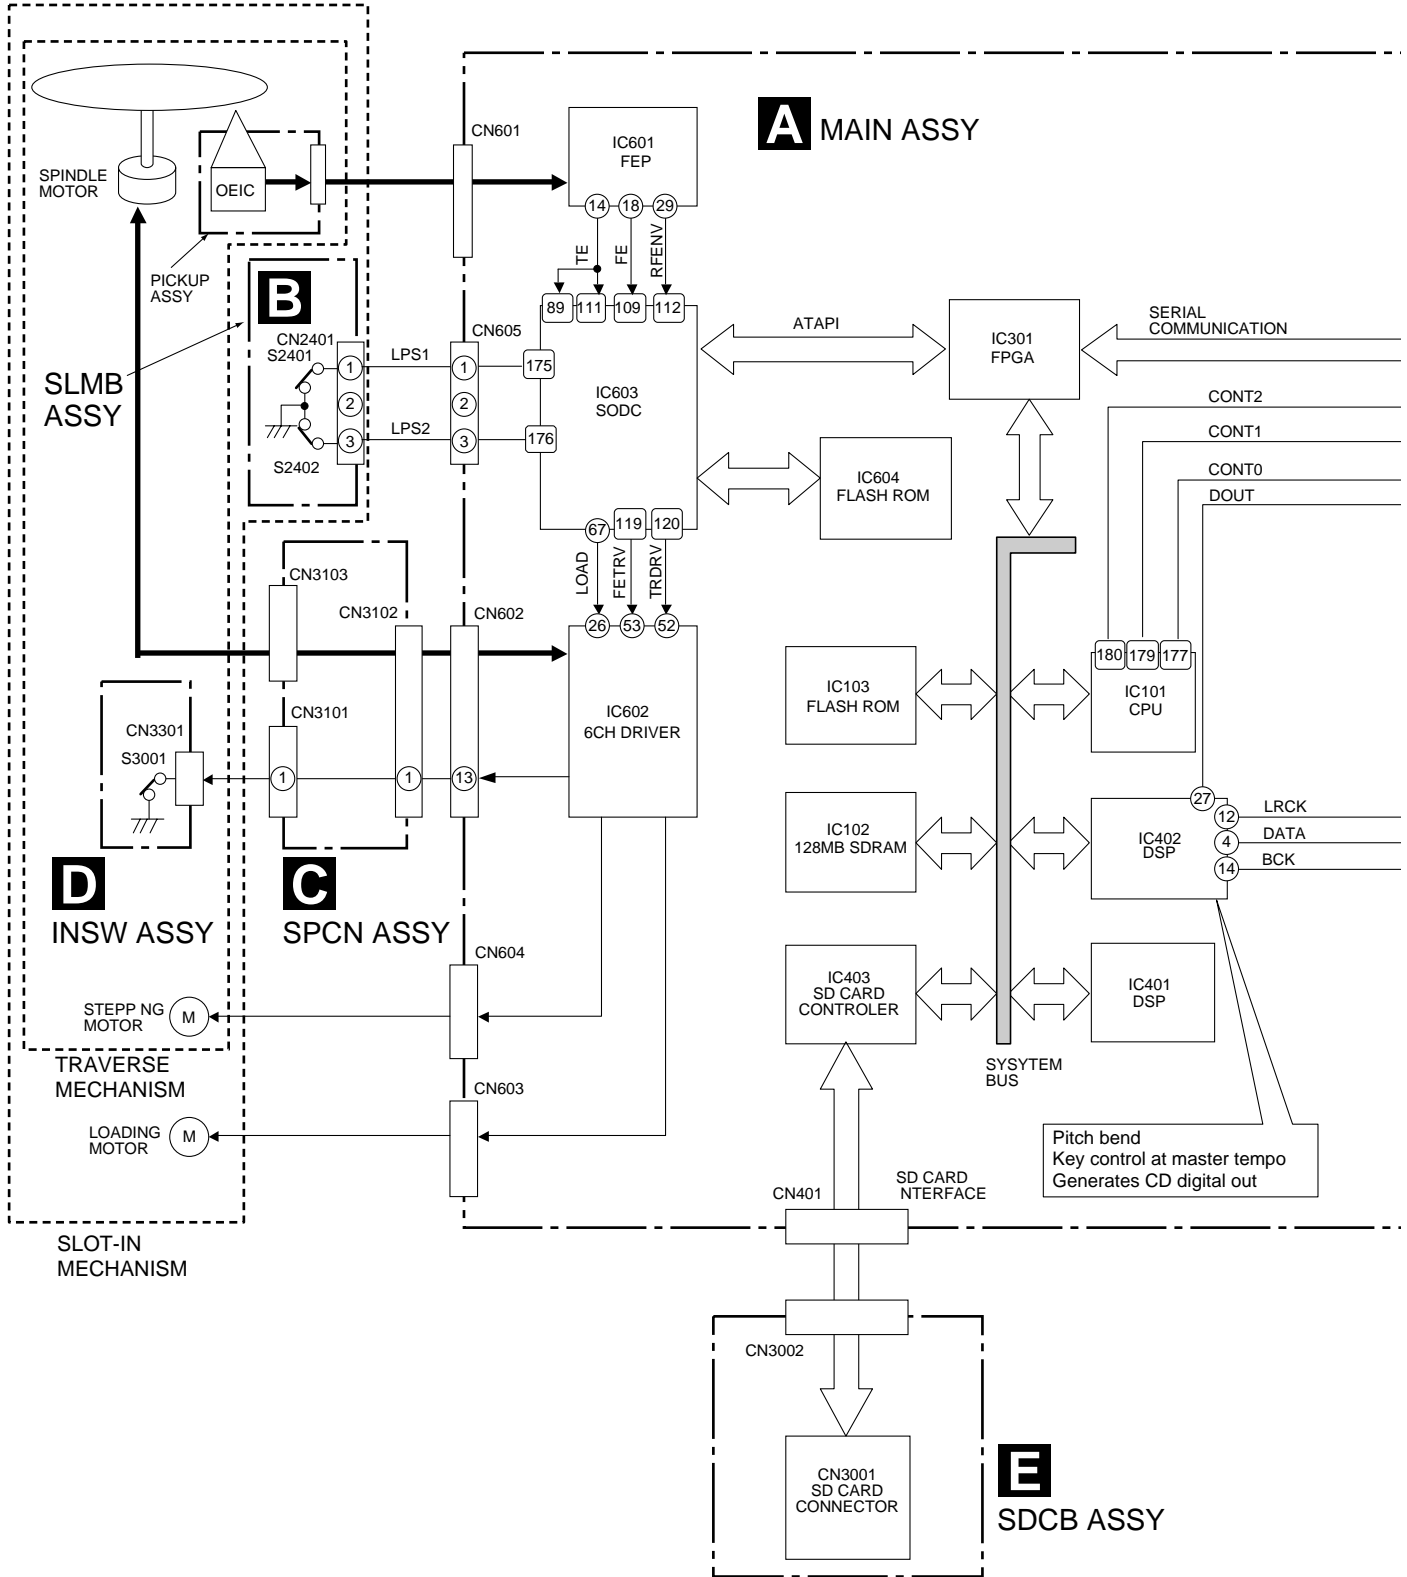 A MAIN ASSY
CN601
IC601
FEP
SPINDLE
MOTOR
OEIC
14
18
29
TE
FE
RFENV
PICKUP
ASSY
B
89
111
109
112
CN2401
S2401
CN605
LPS1
1
1
175
2
2
LPS2
3
3
176
S2402
SLMB
ASSY
IC603
SODC
ATAPI
IC301
FPGA
SERIAL
COMMUNICATION
CONT2
CONT1
CONT0
DOUT
IC604
FLASH ROM
67
119
120
LOAD
FETRV
TRDRV
CN3103
CN3102
CN602
26
53
52
IC602
6CH DRIVER
IC103
FLASH ROM
180
179
177
IC101
CPU
CN3101
CN3301
S3001
1
1
13
27
12
LRCK
4
DATA
14
BCK
IC102
128MB SDRAM
IC402
DSP
D
INSW ASSY
C
SPCN ASSY
CN604
STEPP NG
MOTOR
M
IC403
SD CARD
CONTROLER
IC401
DSP
TRAVERSE
MECHANISM
SYSYTEM
BUS
CN603
LOADING
MOTOR
M
Pitch bend
Key control at master tempo
Generates CD digital out
CN401
SD CARD
NTERFACE
SLOT-IN
MECHANISM
CN3002
CN3001
SD CARD
CONNECTOR
E
SDCB ASSY